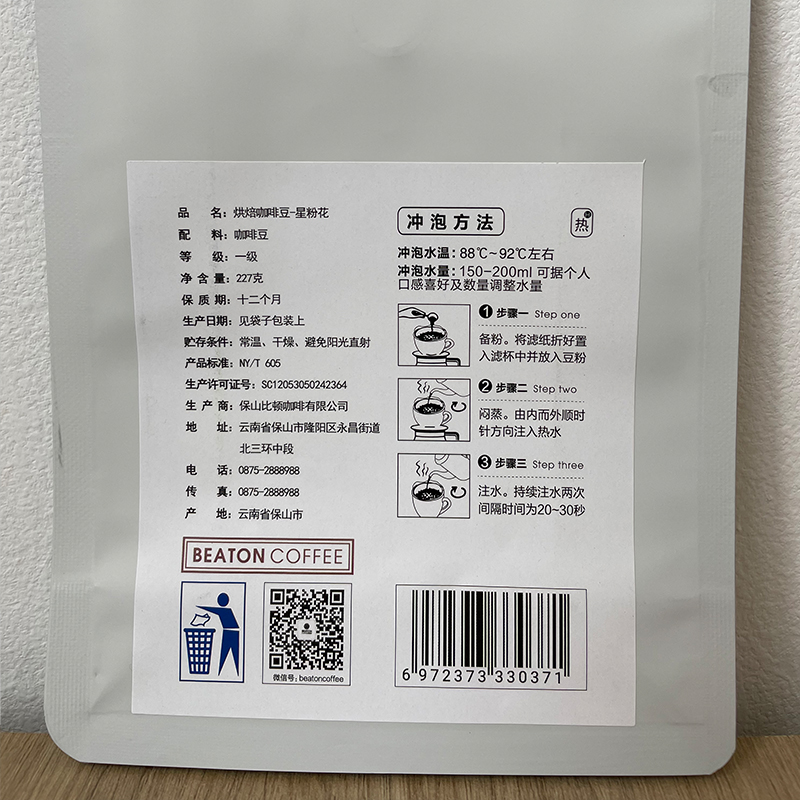 品 名：烘焙咖啡豆-星粉花
配 料：咖啡豆
等 级：一级
净 含 量：227克
保 质 期：十二个月
生产日期：见袋子包装上
贮存条件：常温、干燥、避免阳光直射
产品标准：NY/T 605
生产许可证号：SC12053050242364
生 产 商：保山比顿咖啡有限公司
地 址：云南省保山市隆阳区永昌街道
北三环中段
电 话：0875-2888988
传 真：0875-2888988
产 地：云南省保山市
BEATON COFFEE
微信号：beatoncoffee
冲泡方法
热
冲泡水温：88℃~92℃左右
冲泡水量：150-200ml 可据个人
口感喜好及数量调整水量
1 步骤一 Step one
备粉。将滤纸折好置
入滤杯中并放入豆粉
2 步骤二 Step two
闷蒸。由内而外顺时
针方向注入热水
3 步骤三 Step three
注水。持续注水两次
间隔时间为20~30秒
6 972373 330371